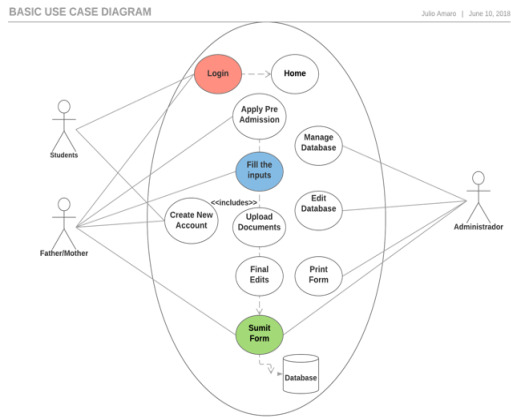 BASIC USE CASE DIAGRAM
Julio Amaro | June 10, 2018
Login
Home
Apply Pre
Admission
Students
Manage
Database
Fill the
inputs
<<includes>>
Create New
Account
Upload
Documents
Edit
Database
Administrador
Father/Mother
Final
Edits
Print
Form
Sumit
Form
Database